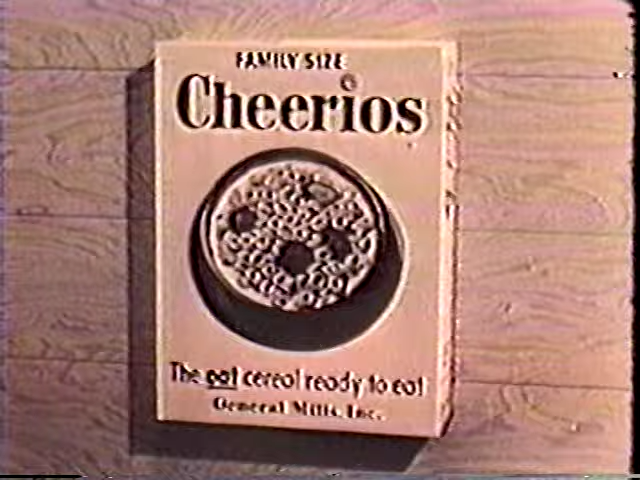 FAMILY SIZE
Cheerios
The oat cereal ready to eat
General Mills, Inc.